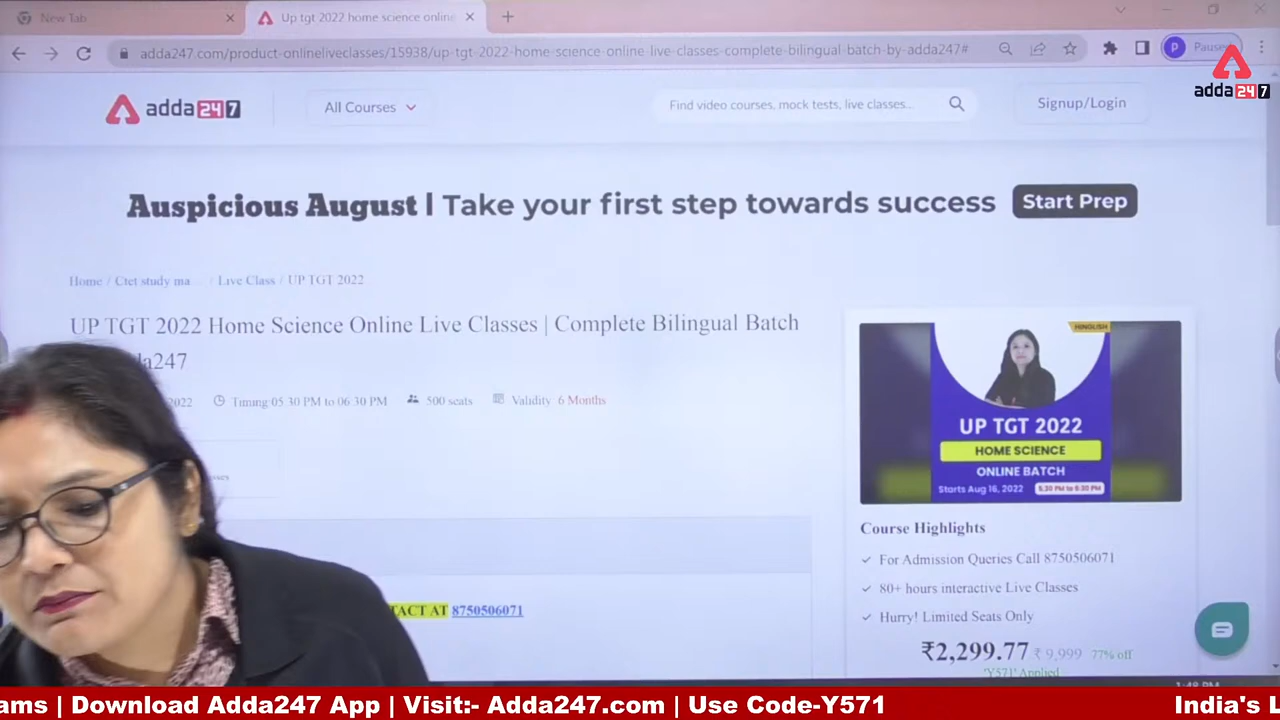 New Tab
Up tgt 2022 home science onlin
adda247.com/product-onlineliveclasses/15938/up-tgt-2022-home-science-online-live-classes-complete-bilingual-batch-by-adda247#
P Paused
adda247
adda247
All Courses
Find video courses, mock tests, live classes...
Signup/Login
Auspicious August | Take your first step towards success
Start Prep
Home / Ctet study ma... / Live Class / UP TGT 2022
UP TGT 2022 Home Science Online Live Classes | Complete Bilingual Batch
da247
2022
Timing 05 30 PM to 06 30 PM
500 seats
Validity 6 Months
TACT AT 8750506071
HINGLISH
UP TGT 2022
HOME SCIENCE
ONLINE BATCH
Starts Aug 16, 2022
5:30 PM to 6:30 PM
Course Highlights
For Admission Queries Call 8750506071
80+ hours interactive Live Classes
Hurry! Limited Seats Only
₹2,299.77 ₹ 9,999 77% off
'Y571' Applied
ams | Download Adda247 App | Visit:- Adda247.com | Use Code-Y571
India's L